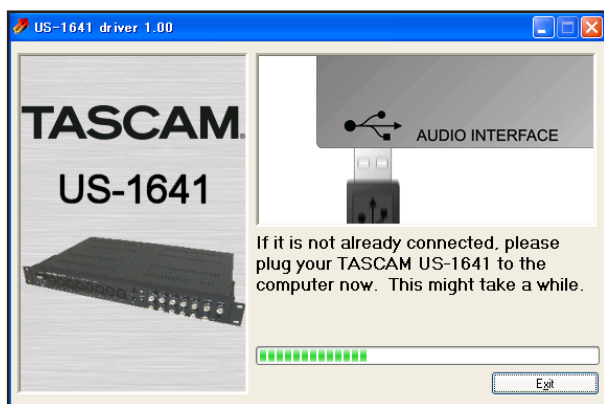 US-1641 driver 1.00
TASCAM
US-1641
AUDIO INTERFACE
If it is not already connected, please
plug your TASCAM US-1641 to the
computer now. This might take a while.
Exit